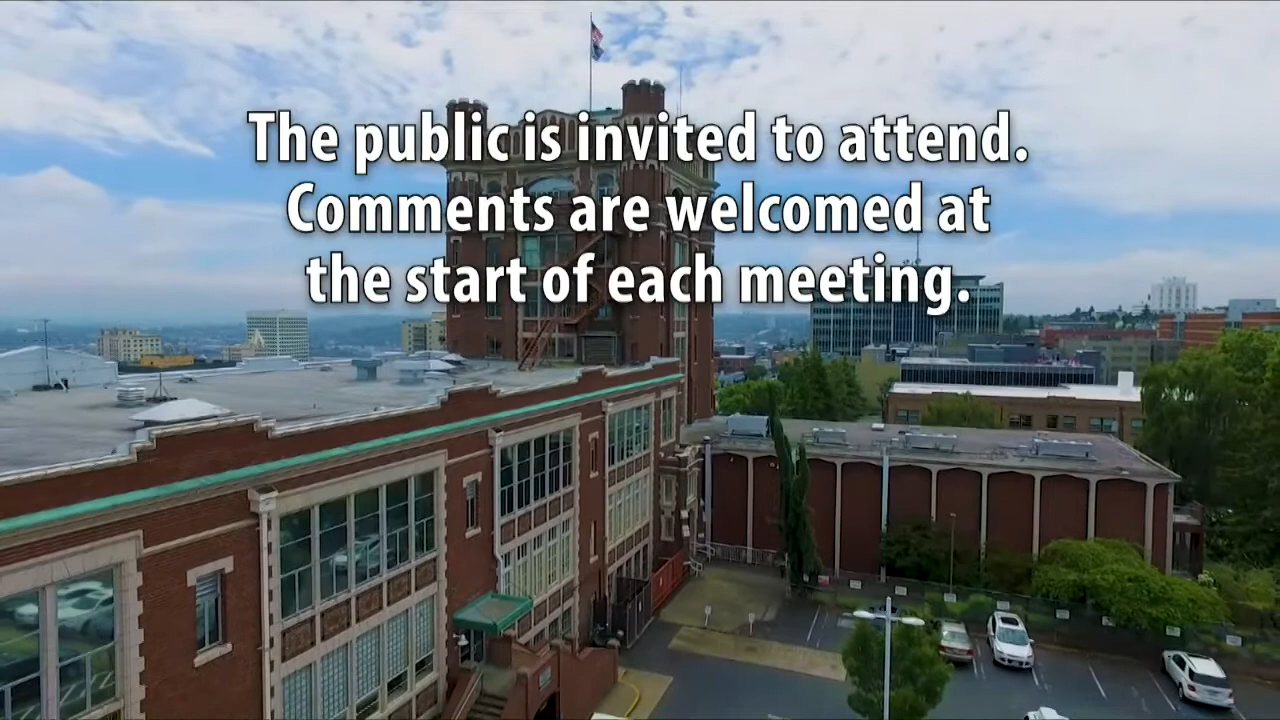 The public is invited to attend.
Comments are welcomed at
the start of each meeting.